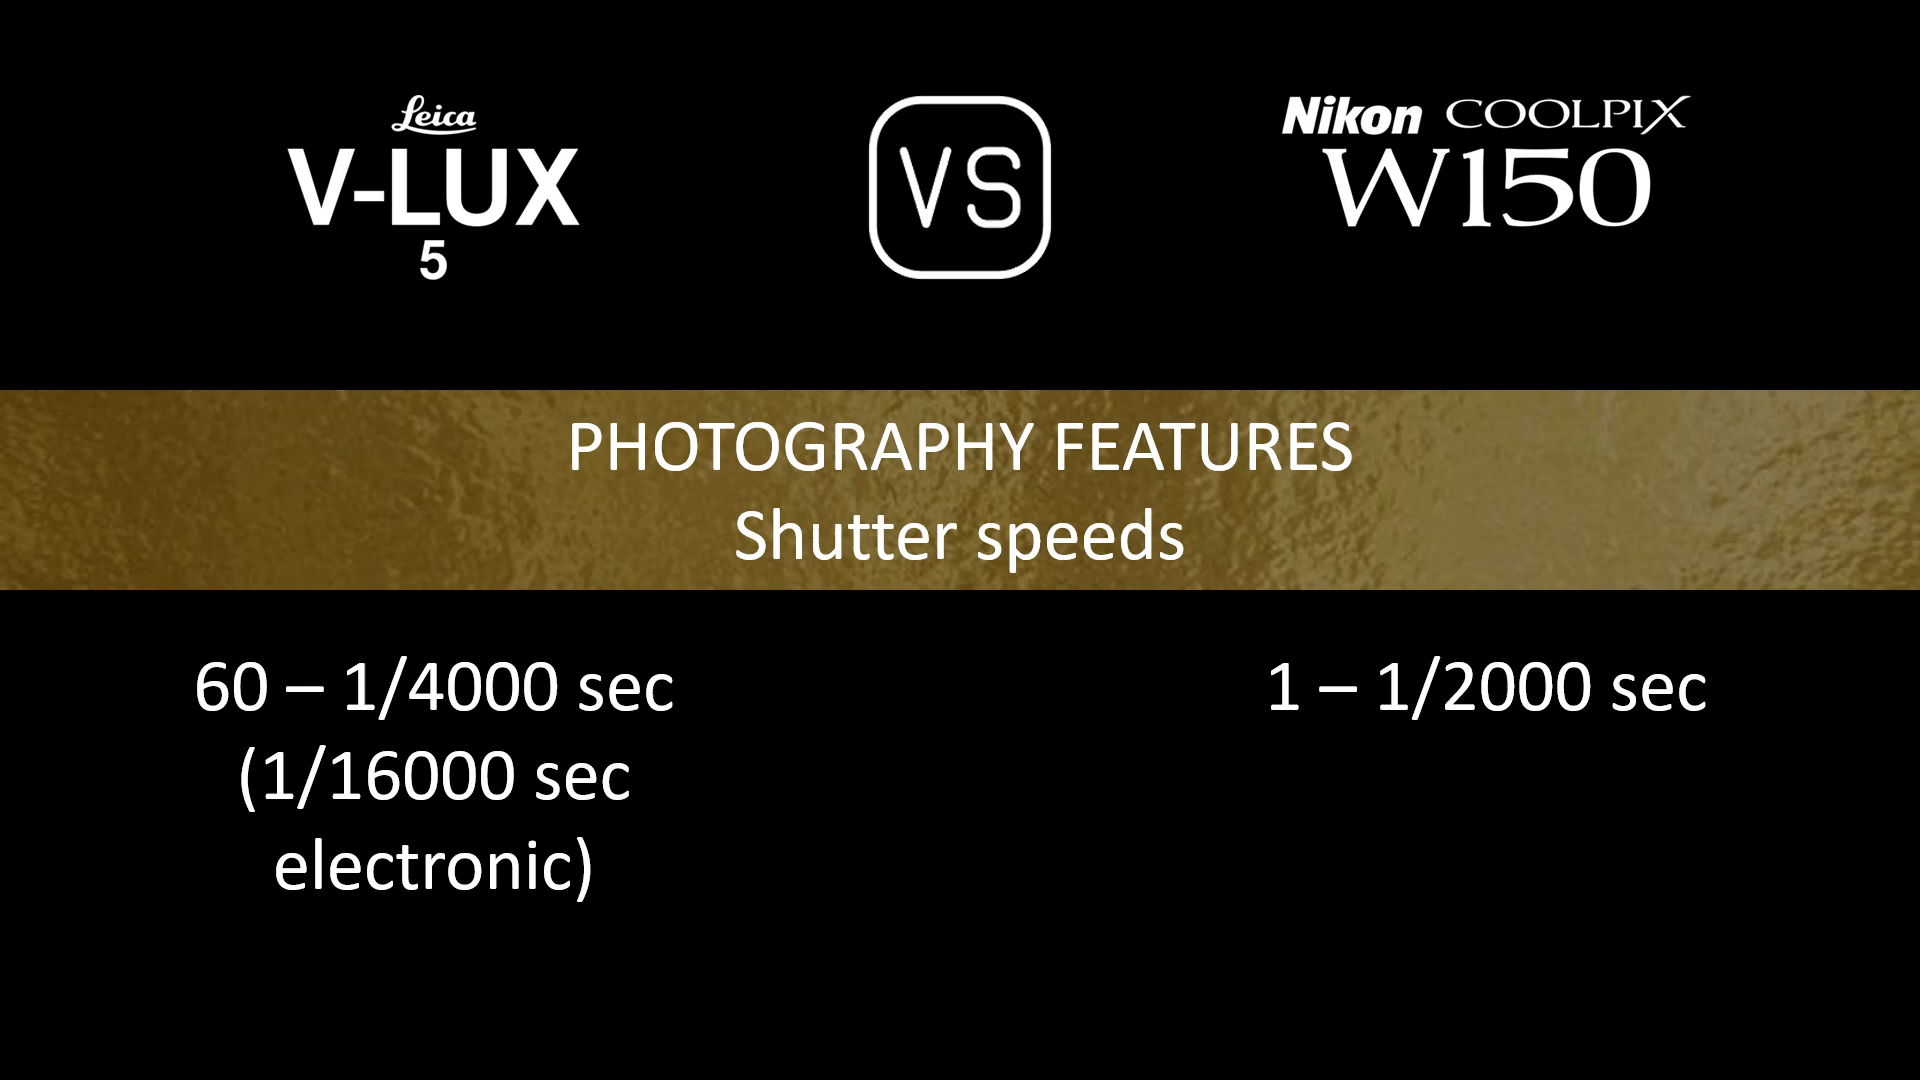 Leica
V-LUX
5
VS
Nikon COOLPIX
W150
PHOTOGRAPHY FEATURES
Shutter speeds
60 – 1/4000 sec
(1/16000 sec
electronic)
1 – 1/2000 sec